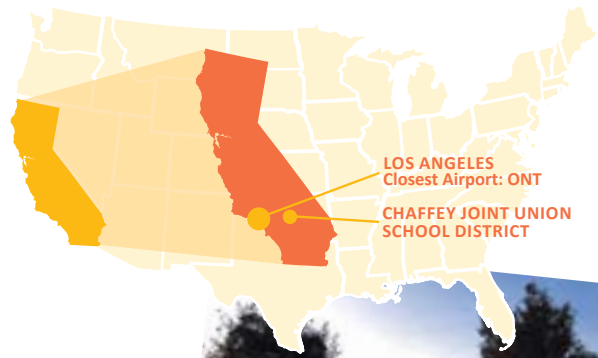 LOS ANGELES
Closest Airport: ONT
CHAFFEY JOINT UNION
SCHOOL DISTRICT